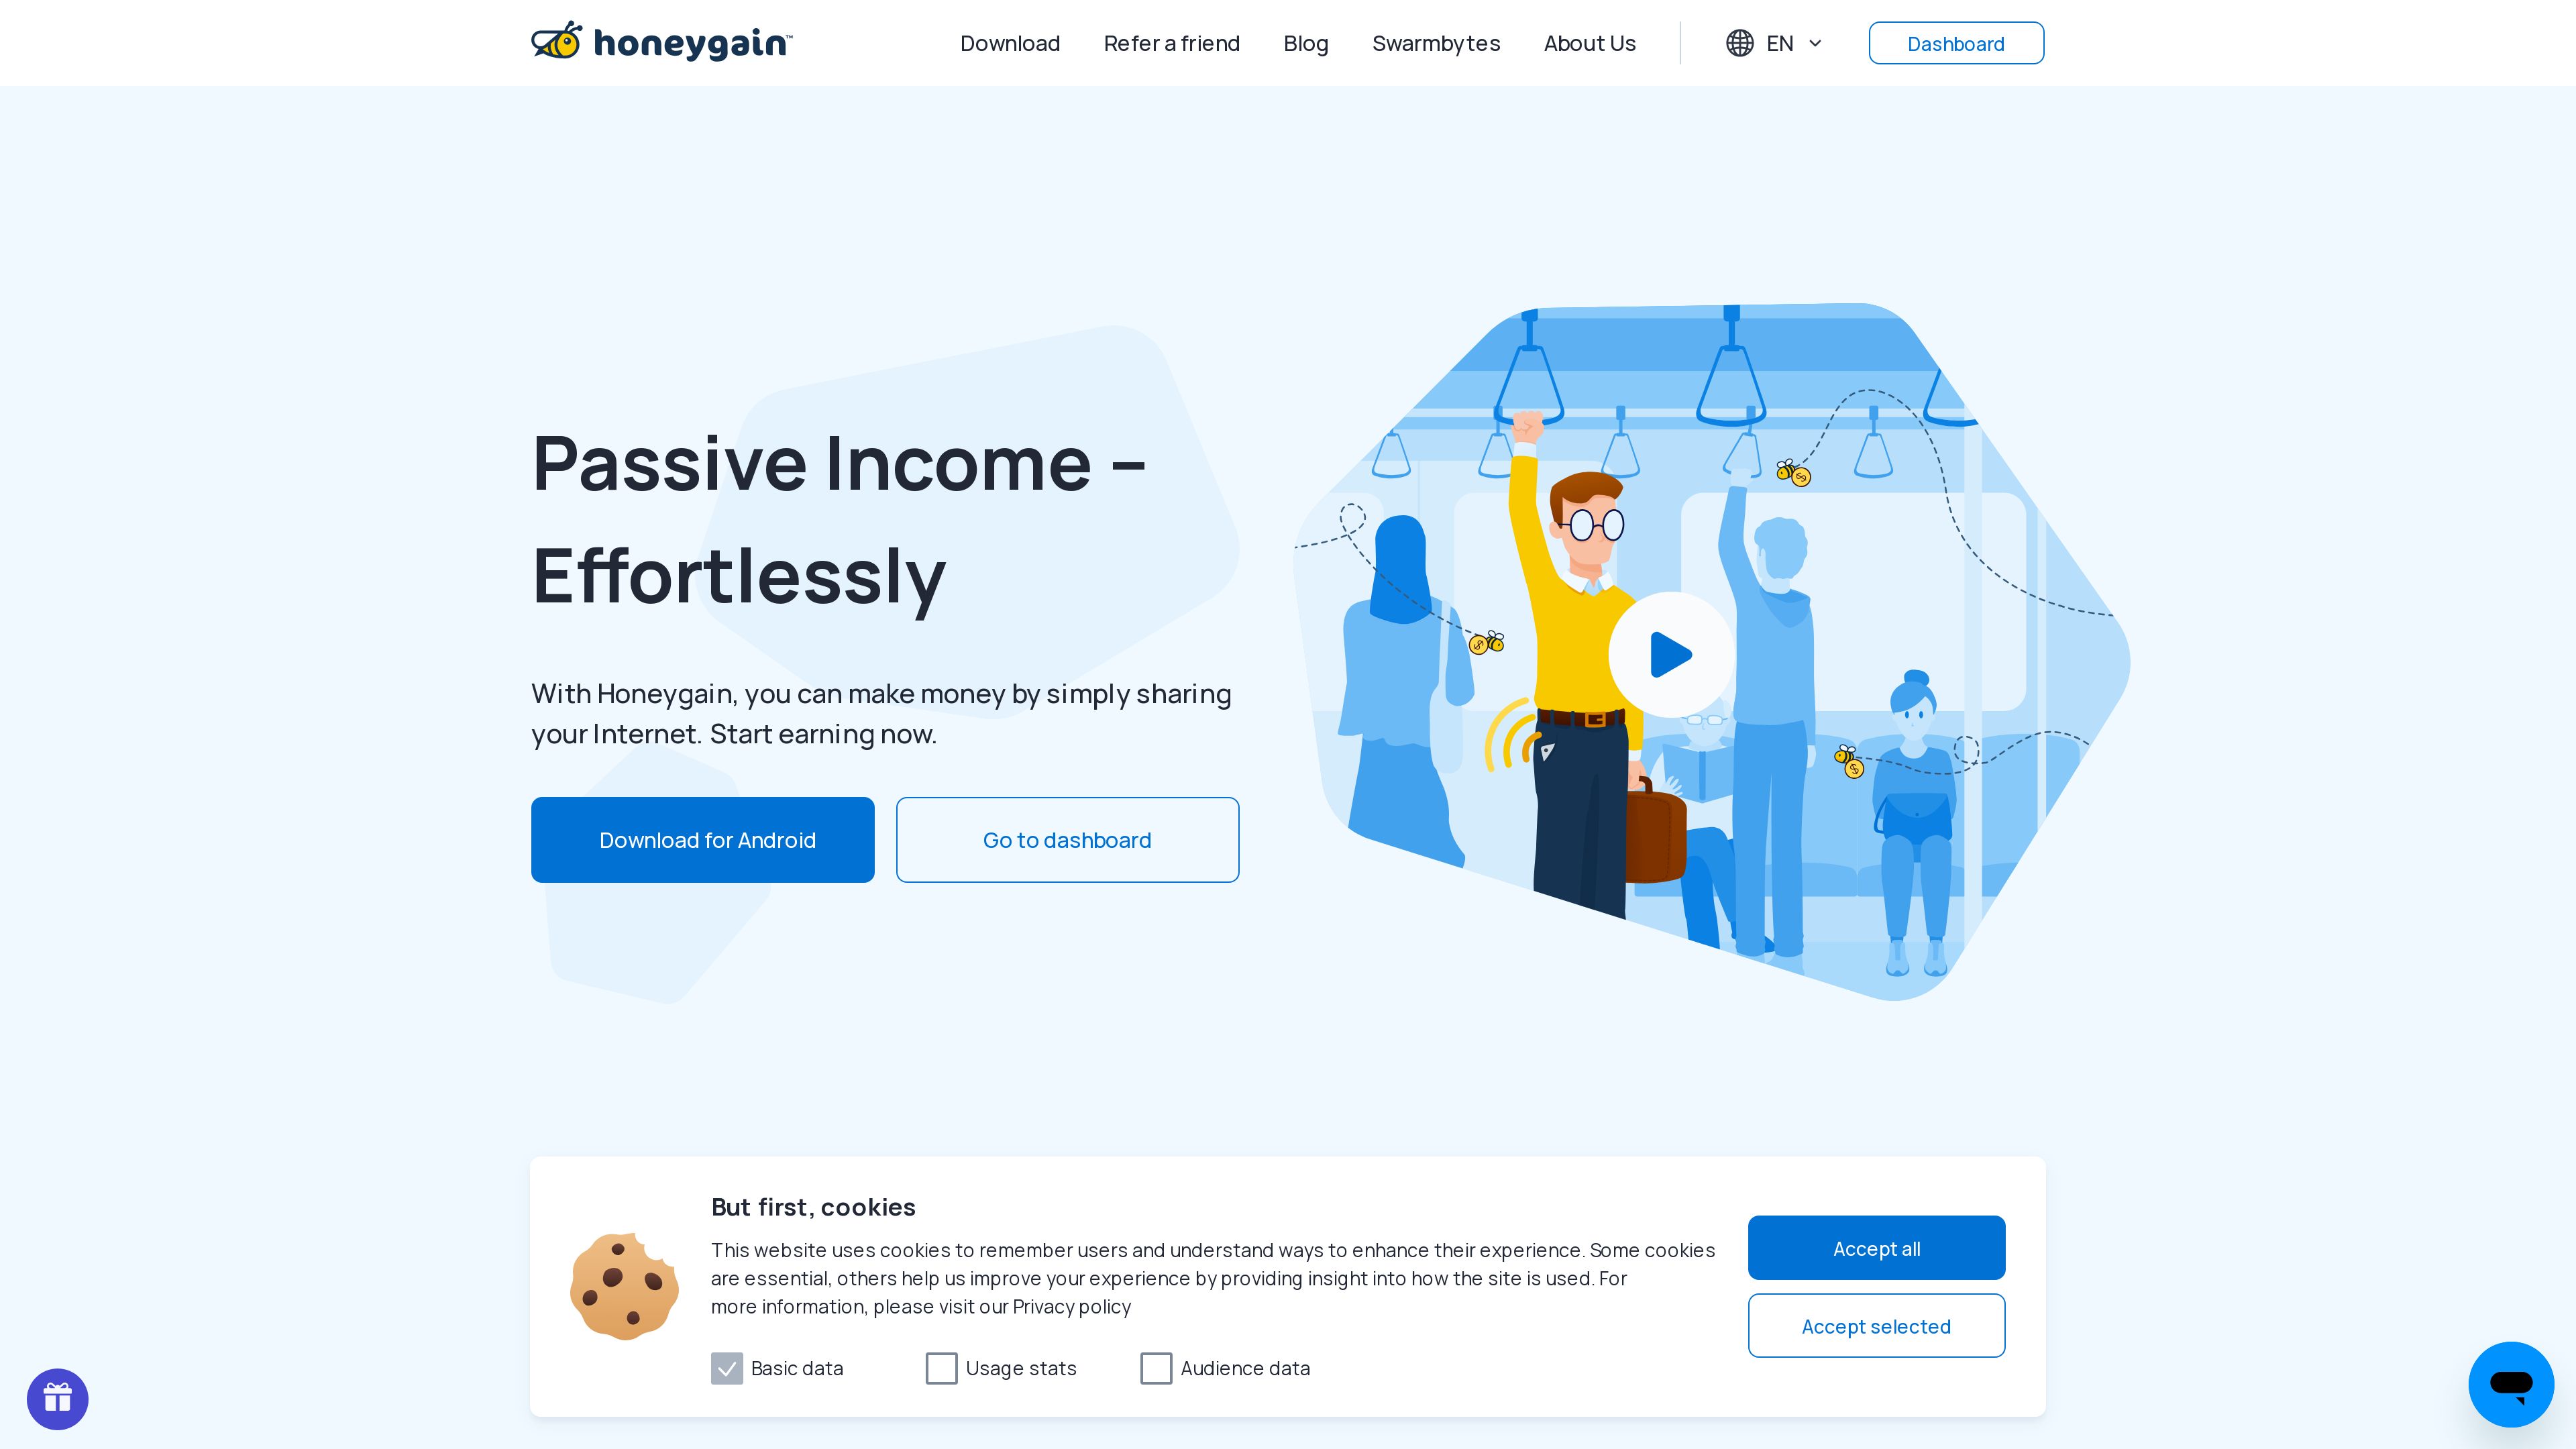 honeygain™
Download
Refer a friend
Blog
Swarmbytes
About Us
EN
Dashboard
Passive Income –
Effortlessly
With Honeygain, you can make money by simply sharing
your Internet. Start earning now.
Download for Android
Go to dashboard
But first, cookies
This website uses cookies to remember users and understand ways to enhance their experience. Some cookies
are essential, others help us improve your experience by providing insight into how the site is used. For
more information, please visit our Privacy policy
Basic data
Usage stats
Audience data
Accept all
Accept selected